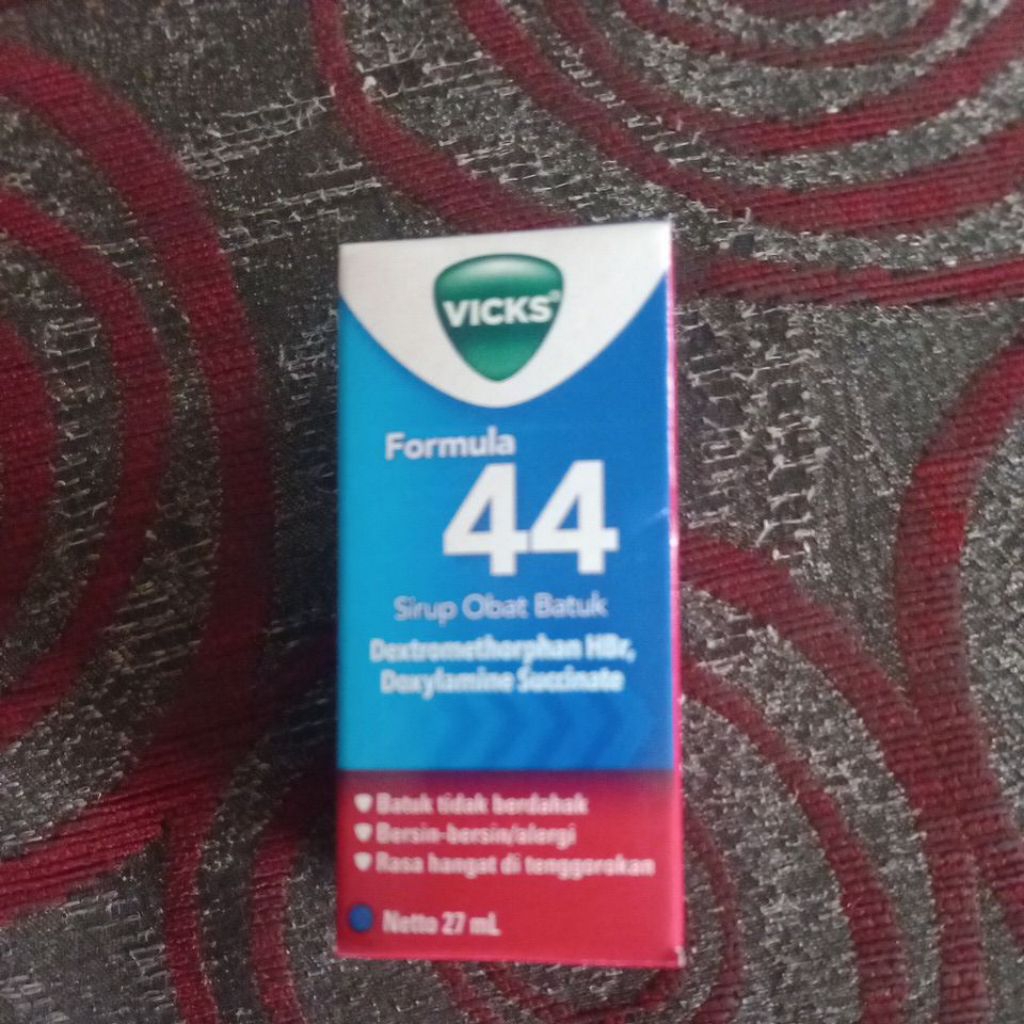 VICKS®
Formula
44
Sirup Obat Batuk
Dextromethorphan HBr,
Doxylamine Succinate
Batuk tidak berdahak
Bersin-bersin/alergi
Rasa hangat di tenggorokan
Netto 27 mL